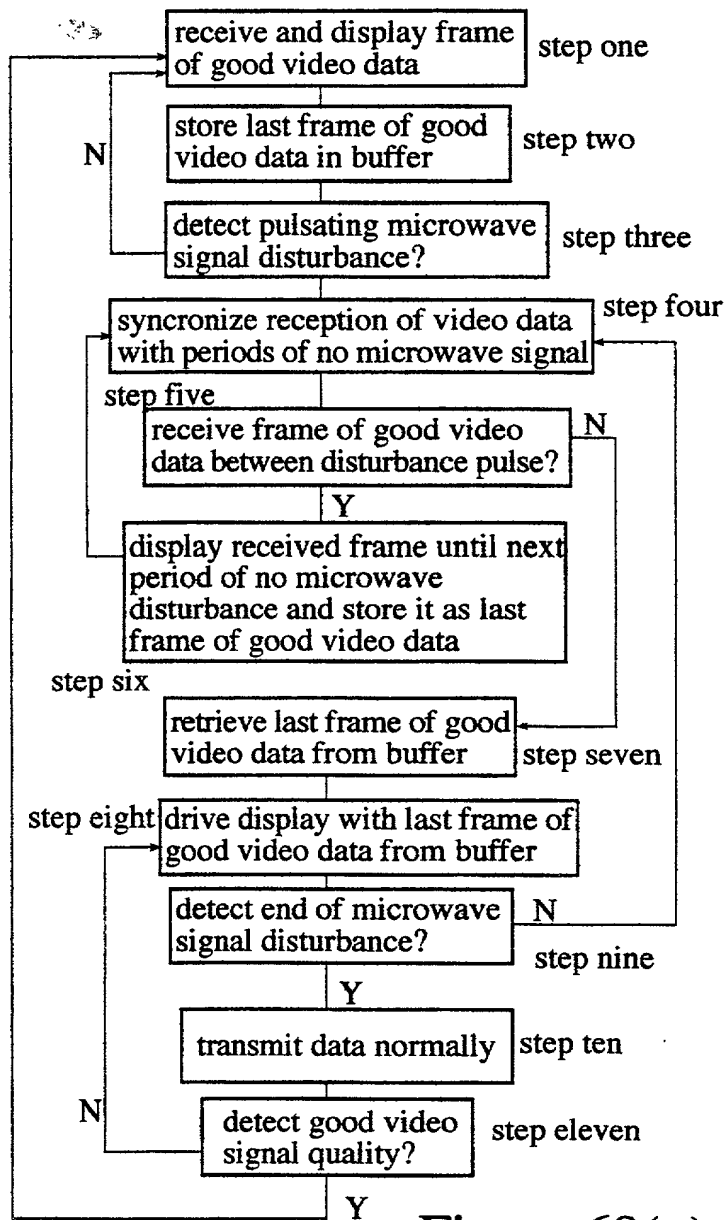 receive and display frame
of good video data
step one
store last frame of good
video data in buffer
step two
N
detect pulsating microwave
signal disturbance?
step three
step four
syncronize reception of video data
with periods of no microwave signal
step five
receive frame of good video
data between disturbance pulse?
N
Y
display received frame until next
period of no microwave
disturbance and store it as last
frame of good video data
step six
retrieve last frame of good
video data from buffer
step seven
step eight
drive display with last frame of
good video data from buffer
detect end of microwave
signal disturbance?
N
step nine
Y
transmit data normally
step ten
N
detect good video
signal quality?
step eleven
Y